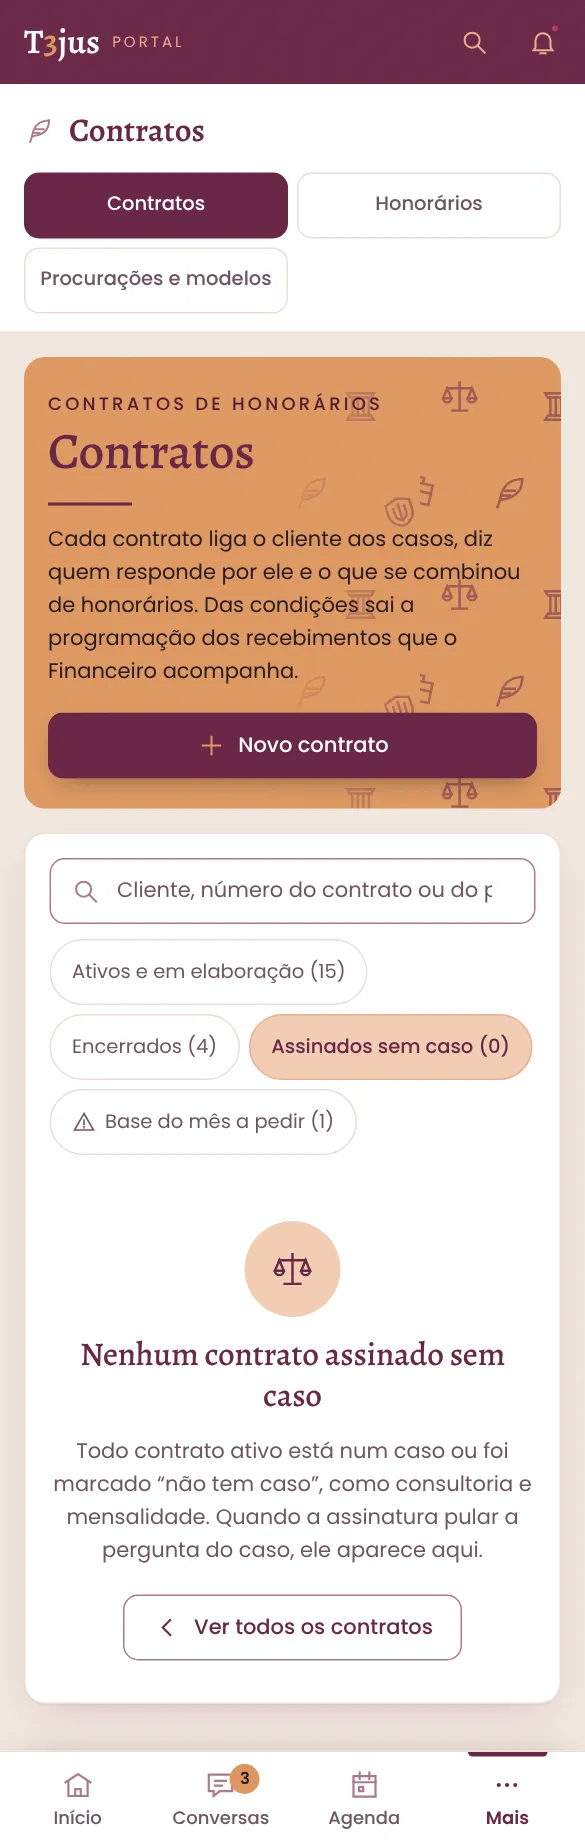 T3jus PORTAL
Contratos
Contratos
Honorários
Procurações e modelos
CONTRATOS DE HONORÁRIOS
Contratos
Cada contrato liga o cliente aos casos, diz
quem responde por ele e o que se combinou
de honorários. Das condições sai a
programação dos recebimentos que o
Financeiro acompanha.
Novo contrato
Cliente, número do contrato ou do
Ativos e em elaboração (15)
Encerrados (4)
Assinados sem caso (0)
Base do mês a pedir (1)
Nenhum contrato assinado sem
caso
Todo contrato ativo está num caso ou foi
marcado “não tem caso”, como consultoria e
mensalidade. Quando a assinatura pular a
pergunta do caso, ele aparece aqui.
Ver todos os contratos
3
Início
Conversas
Agenda
Mais